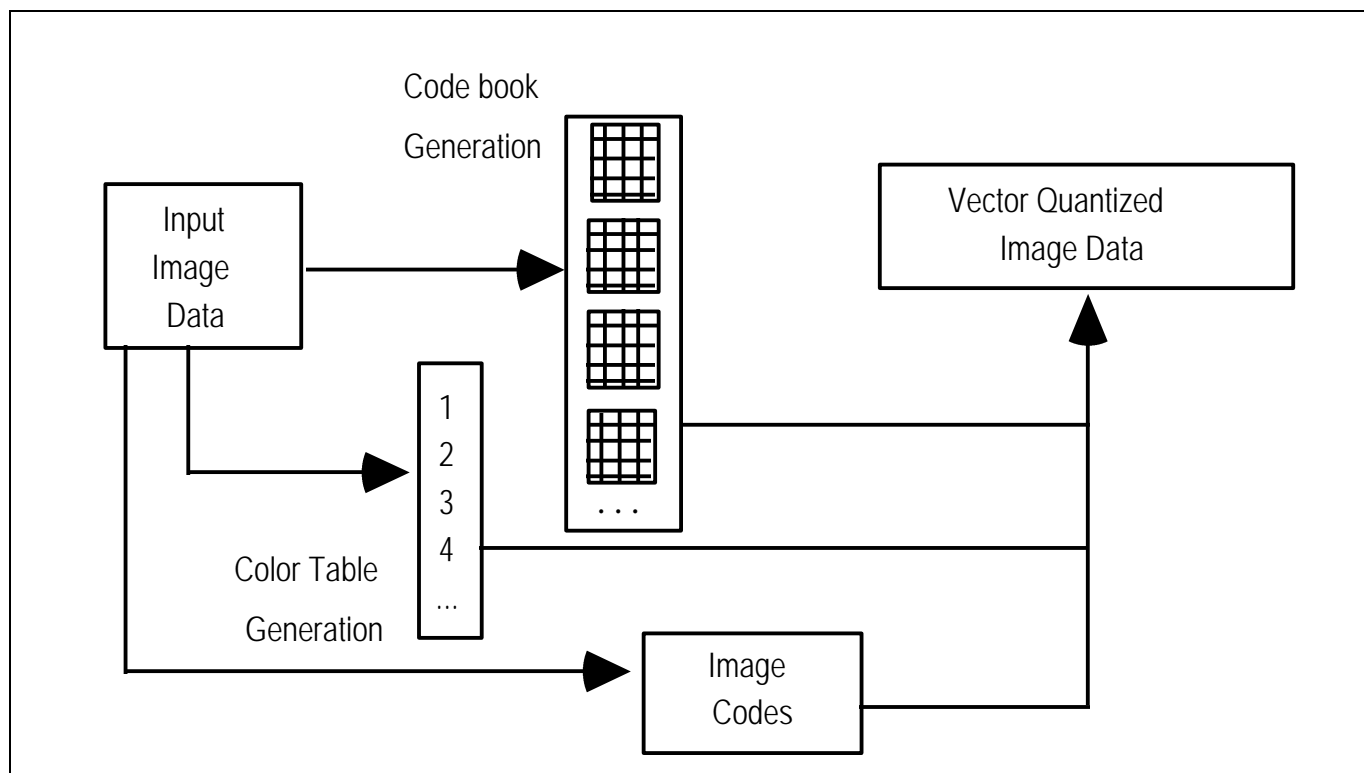 Code book
Generation
Input
Image
Data
Vector Quantized
Image Data
1
2
3
4
...
. . .
Color Table
Generation
Image
Codes